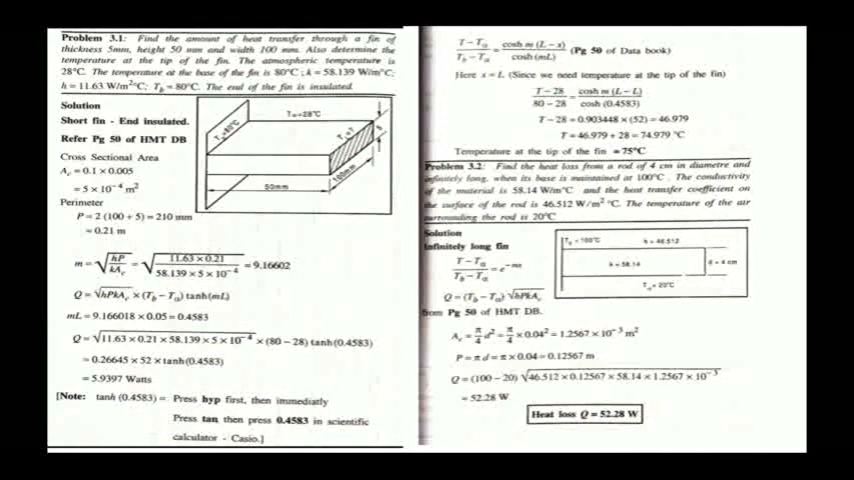 Problem 3.1: Find the amount of heat transfer through a fin of
thickness 5mm, height 50 mm and width 100 mm. Also determine the
temperature at the tip of the fin. The atmospheric temperature is
28°C. The temperature at the base of the fin is 80°C ; k = 58.139 W/m°C;
h = 11.63 W/m²°C; T_b = 80°C. The end of the fin is insulated.
Solution
Short fin - End insulated.
Refer Pg 50 of HMT DB
Cross Sectional Area
A_c = 0.1 × 0.005
= 5 × 10⁻⁴ m²
Perimeter
P = 2 (100 + 5) = 210 mm
= 0.21 m
T_α=28°C
T_b=80°C
T_L=?
5
50mm
100mm
m = √(hP/kA_c) = √(11.63 × 0.21 / 58.139 × 5 × 10⁻⁴) = 9.16602
Q = √hPkA_c × (T_b − T_α) tanh (mL)
mL = 9.166018 × 0.05 = 0.4583
Q = √11.63 × 0.21 × 58.139 × 5 × 10⁻⁴ × (80 − 28) tanh (0.4583)
= 0.26645 × 52 × tanh (0.4583)
= 5.9397 Watts
[Note: tanh (0.4583) = Press hyp first, then immediatly
Press tan then press 0.4583 in scientific
calculator - Casio.]
T − T_α / T_b − T_α = cosh m (L − x) / cosh (mL) (Pg 50 of Data book)
Here x = L (Since we need temperature at the tip of the fin)
T − 28 / 80 − 28 = cosh m (L − L) / cosh (0.4583)
T − 28 = 0.903448 × (52) = 46.979
T = 46.979 + 28 = 74.979 °C
Temperature at the tip of the fin = 75°C
Problem 3.2: Find the heat loss from a rod of 4 cm in diametre and
infinitely long, when its base is maintained at 100°C. The conductivity
of the material is 58.14 W/m°C and the heat transfer coefficient on
the surface of the rod is 46.512 W/m² °C. The temperature of the air
surrounding the rod is 20°C
Solution
Infinitely long fin
T − T_α / T_b − T_α = e^−mx
Q = (T_b − T_α) √hPkA_c
from Pg 50 of HMT DB.
T_b = 100°C
h = 46.512
k = 58.14
d = 4 cm
T_α = 20°C
A_c = π/4 d² = π/4 × 0.04² = 1.2567 × 10⁻³ m²
P = π d = π × 0.04 = 0.12567 m
Q = (100 − 20) √46.512 × 0.12567 × 58.14 × 1.2567 × 10⁻³
= 52.28 W
Heat loss Q = 52.28 W